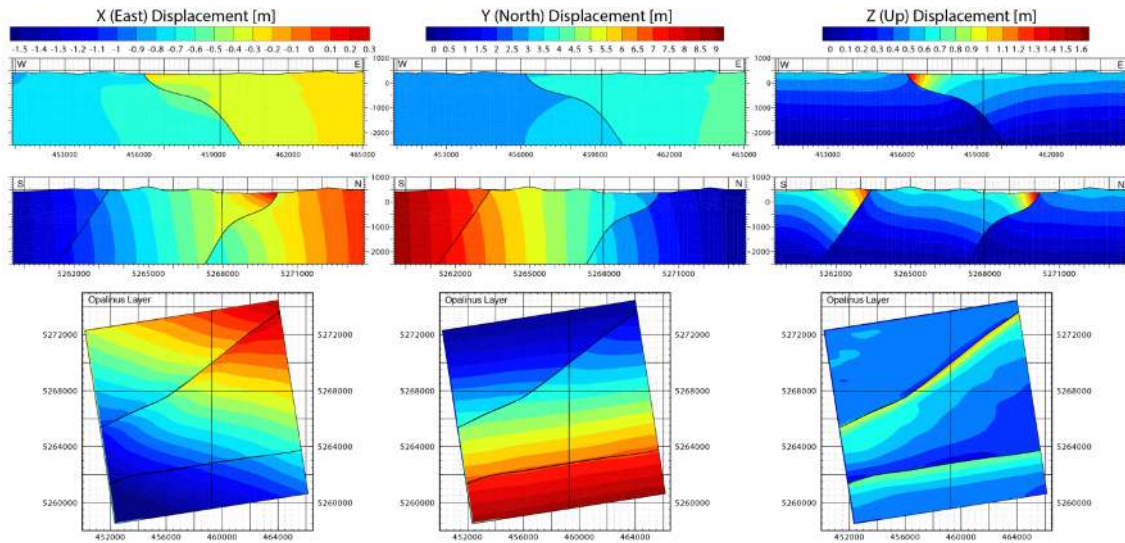 X (East) Displacement [m]
-1.5 -1.4 -1.3 -1.2 -1.1 -1 -0.9 -0.8 -0.7 -0.6 -0.5 -0.4 -0.3 -0.2 -0.1 0 0.1 0.2 0.3
Y (North) Displacement [m]
0 0.5 1 1.5 2 2.5 3 3.5 4 4.5 5 5.5 6 6.5 7 7.5 8 8.5 9
Z (Up) Displacement [m]
0 0.1 0.2 0.3 0.4 0.5 0.6 0.7 0.8 0.9 1 1.1 1.2 1.3 1.4 1.5 1.6
W E 1000 0 -1000 -2000
453000 456000 459000 462000 465000
W E 1000 0 -1000 -2000
453000 456000 459000 462000 465000
W E 1000 0 -1000 -2000
453000 456000 459000 462000
S N 1000 0 -1000 -2000
5262000 5265000 5268000 5271000
S N 1000 0 -1000 -2000
5262000 5265000 5268000 5271000
S N 1000 0 -1000 -2000
5262000 5265000 5268000 5271000
Opalinus Layer
5272000 5272000
5268000 5268000
5264000 5264000
5260000 5260000
452000 456000 460000 464000
Opalinus Layer
5272000 5272000
5268000 5268000
5264000 5264000
5260000 5260000
452000 456000 460000 464000
Opalinus Layer
5272000 5272000
5268000 5268000
5264000 5264000
5260000 5260000
452000 456000 460000 464000